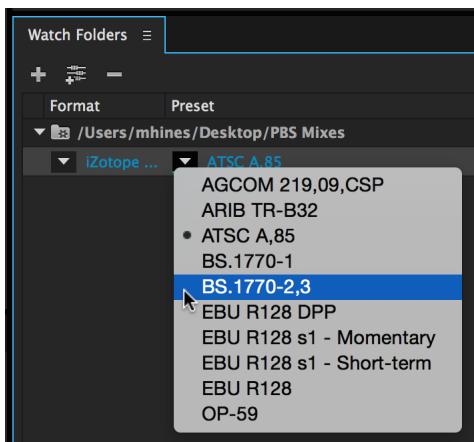 Watch Folders
Format Preset
/Users/mhines/Desktop/PBS Mixes
iZotope ... ATSC A.85
AGCOM 219,09,CSP
ARIB TR-B32
ATSC A,85
BS.1770-1
BS.1770-2,3
EBU R128 DPP
EBU R128 s1 - Momentary
EBU R128 s1 - Short-term
EBU R128
OP-59